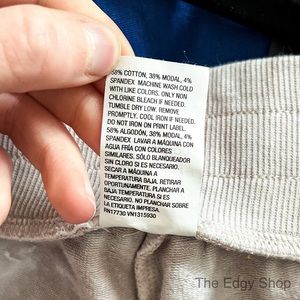 58% COTTON, 38% MODAL, 4%
SPANDEX MACHINE WASH COLD
WITH LIKE COLORS. ONLY NON
CHLORINE BLEACH IF NEEDED.
TUMBLE DRY LOW. REMOVE
PROMPTLY. COOL IRON IF NEEDED.
DO NOT IRON ON PRINT LABEL.
58% ALGODÓN, 38% MODAL, 4%
SPANDEX LAVAR A MÁQUINA CON
AGUA FRÍA CON COLORES
SIMILARES. SÓLO BLANQUEADOR
SIN CLORO SI ES NECESARIO.
SECAR A MÁQUINA A
TEMPERATURA BAJA. RETIRAR
OPORTUNAMENTE. PLANCHAR A
TEMPERATURA BAJA SI ES
NECESARIO. NO PLANCHAR SOBRE
LA ETIQUETA IMPRESA.
RN17730 VN1315930
The Edgy Shop